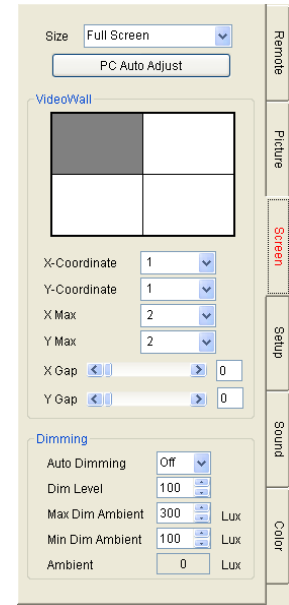 Size Full Screen
PC Auto Adjust
VideoWall
X-Coordinate 1
Y-Coordinate 1
X Max 2
Y Max 2
X Gap 0
Y Gap 0
Dimming
Auto Dimming Off
Dim Level 100
Max Dim Ambient 300 Lux
Min Dim Ambient 100 Lux
Ambient 0 Lux
Remote
Picture
Screen
Setup
Sound
Color